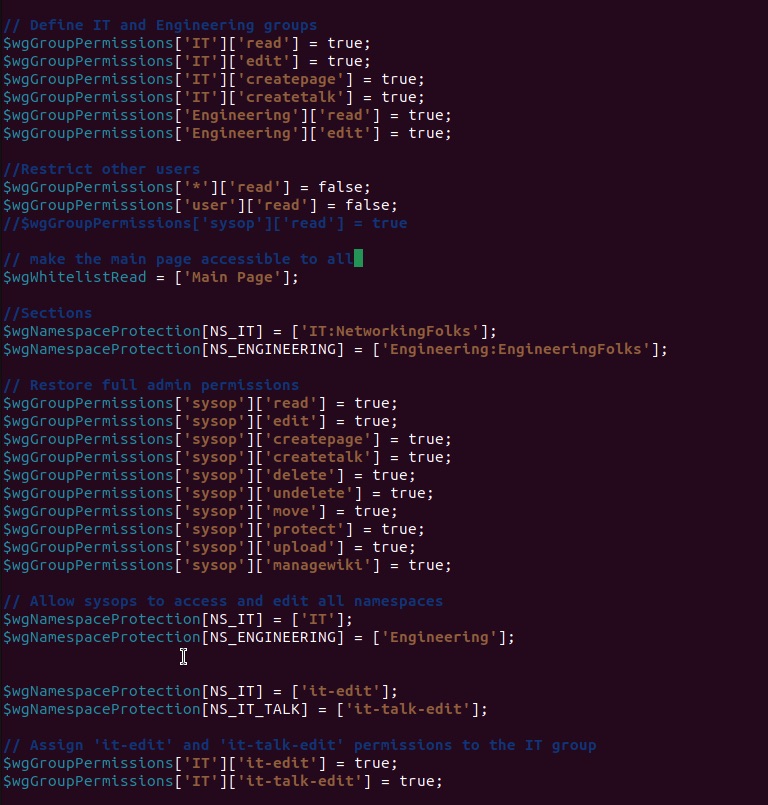 // Define IT and Engineering groups
$wgGroupPermissions['IT']['read'] = true;
$wgGroupPermissions['IT']['edit'] = true;
$wgGroupPermissions['IT']['createpage'] = true;
$wgGroupPermissions['IT']['createtalk'] = true;
$wgGroupPermissions['Engineering']['read'] = true;
$wgGroupPermissions['Engineering']['edit'] = true;
//Restrict other users
$wgGroupPermissions['*']['read'] = false;
$wgGroupPermissions['user']['read'] = false;
//$wgGroupPermissions['sysop']['read'] = true
// make the main page accessible to all
$wgWhitelistRead = ['Main Page'];
//Sections
$wgNamespaceProtection[NS_IT] = ['IT:NetworkingFolks'];
$wgNamespaceProtection[NS_ENGINEERING] = ['Engineering:EngineeringFolks'];
// Restore full admin permissions
$wgGroupPermissions['sysop']['read'] = true;
$wgGroupPermissions['sysop']['edit'] = true;
$wgGroupPermissions['sysop']['createpage'] = true;
$wgGroupPermissions['sysop']['createtalk'] = true;
$wgGroupPermissions['sysop']['delete'] = true;
$wgGroupPermissions['sysop']['undelete'] = true;
$wgGroupPermissions['sysop']['move'] = true;
$wgGroupPermissions['sysop']['protect'] = true;
$wgGroupPermissions['sysop']['upload'] = true;
$wgGroupPermissions['sysop']['managewiki'] = true;
// Allow sysops to access and edit all namespaces
$wgNamespaceProtection[NS_IT] = ['IT'];
$wgNamespaceProtection[NS_ENGINEERING] = ['Engineering'];
$wgNamespaceProtection[NS_IT] = ['it-edit'];
$wgNamespaceProtection[NS_IT_TALK] = ['it-talk-edit'];
// Assign 'it-edit' and 'it-talk-edit' permissions to the IT group
$wgGroupPermissions['IT']['it-edit'] = true;
$wgGroupPermissions['IT']['it-talk-edit'] = true;